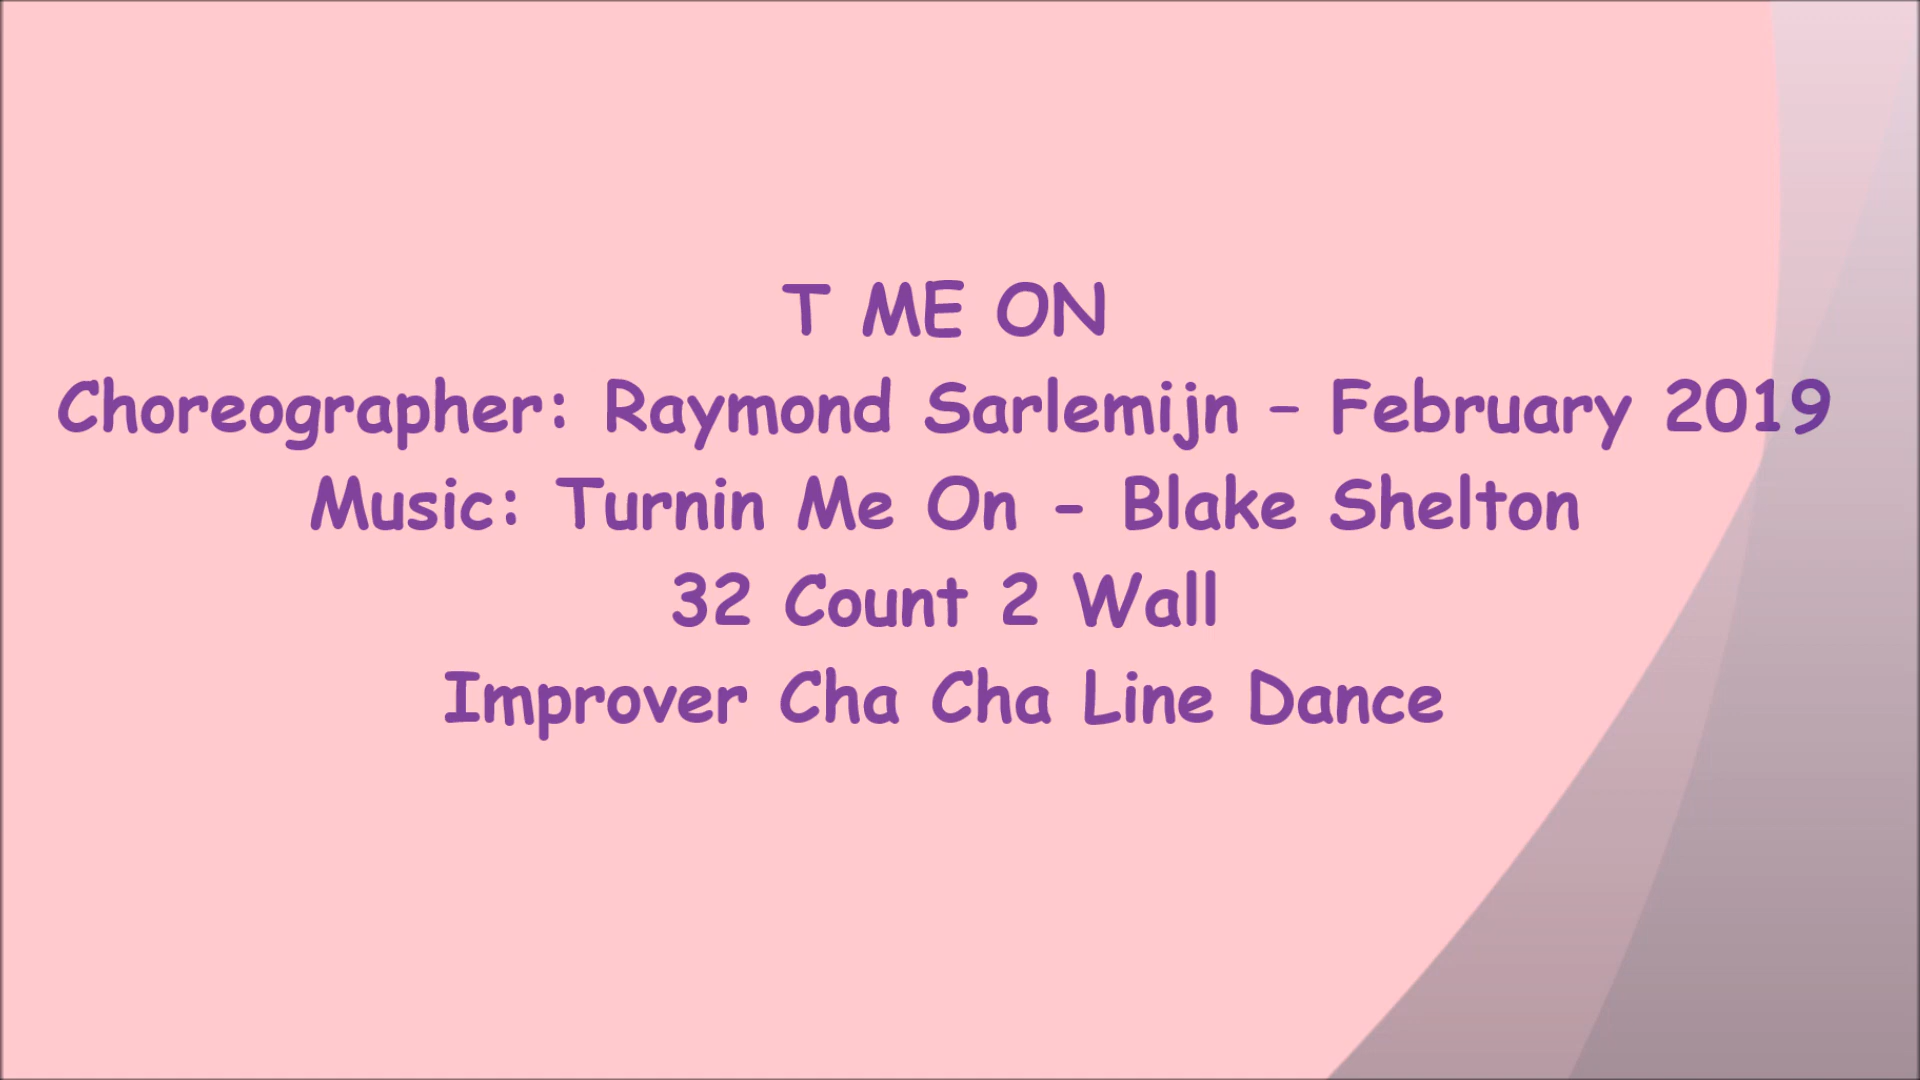 T ME ON
Choreographer: Raymond Sarlemijn – February 2019
Music: Turnin Me On - Blake Shelton
32 Count 2 Wall
Improver Cha Cha Line Dance